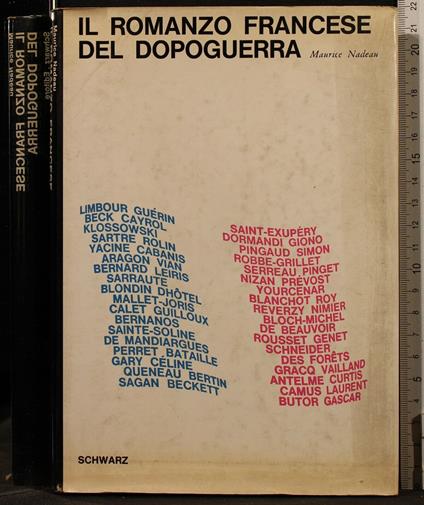 IL ROMANZO FRANCESE
DEL DOPOGUERRA Maurice Nadeau
LIMBOUR GUÉRIN
BECK CAYROL
KLOSSOWSKI
SARTRE ROLIN
YACINE CABANIS
ARAGON VIAN
BERNARD LEIRIS
SARRAUTE
BLONDIN DHÔTEL
MALLET-JORIS
CALET GUILLOUX
BERNANOS
SAINTE-SOLINE
DE MANDIARGUES
PERRET BATAILLE
GARY CÉLINE
QUENEAU BERTIN
SAGAN BECKETT
SAINT-EXUPÉRY
DORMANDI GIONO
PINGAUD SIMON
ROBBE-GRILLET
SERREAU PINGET
NIZAN PRÉVOST
YOURCENAR
BLANCHOT ROY
REVERZY NIMIER
BLOCH-MICHEL
DE BEAUVOIR
ROUSSET GENET
SCHNEIDER
DES FORÊTS
GRACQ VAILLAND
ANTELME CURTIS
CAMUS LAURENT
BUTOR GASCAR
SCHWARZ
Maurice Nadeau
IL ROMANZO FRANCESE
DEL DOPOGUERRA